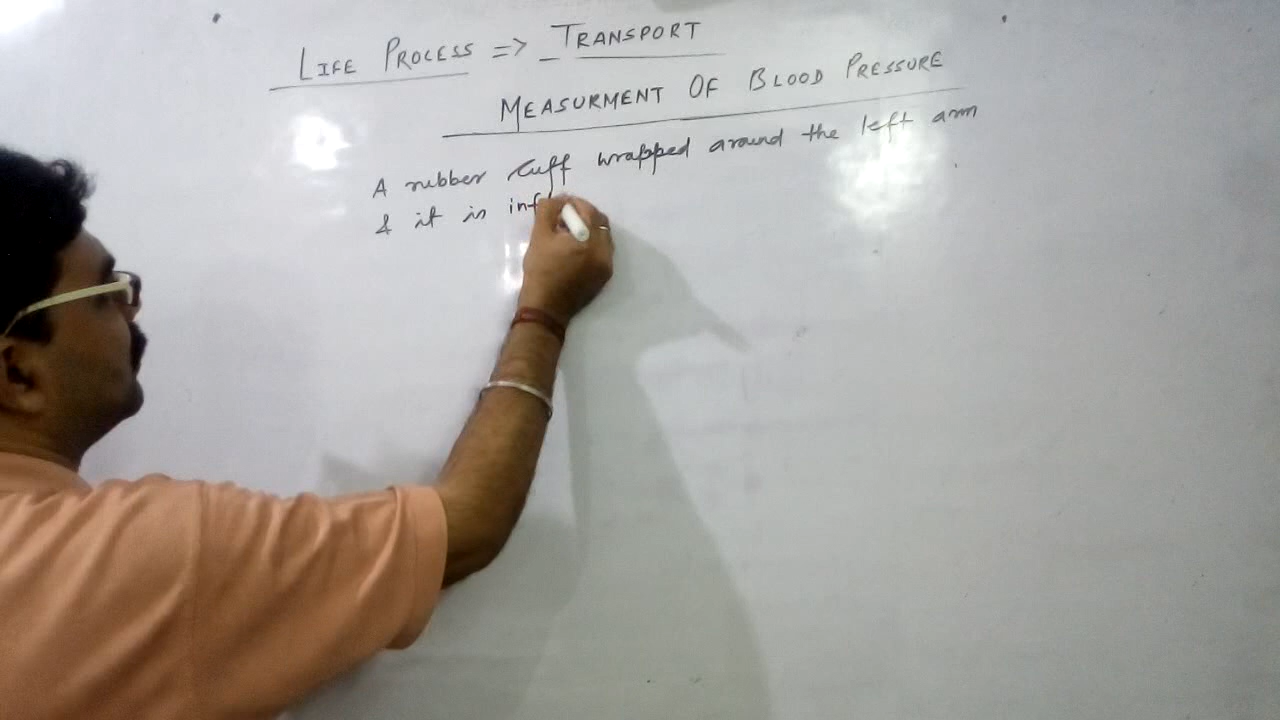 LIFE PROCESS => TRANSPORT
MEASURMENT OF BLOOD PRESSURE
A rubber cuff wrapped around the left arm
& it is inf